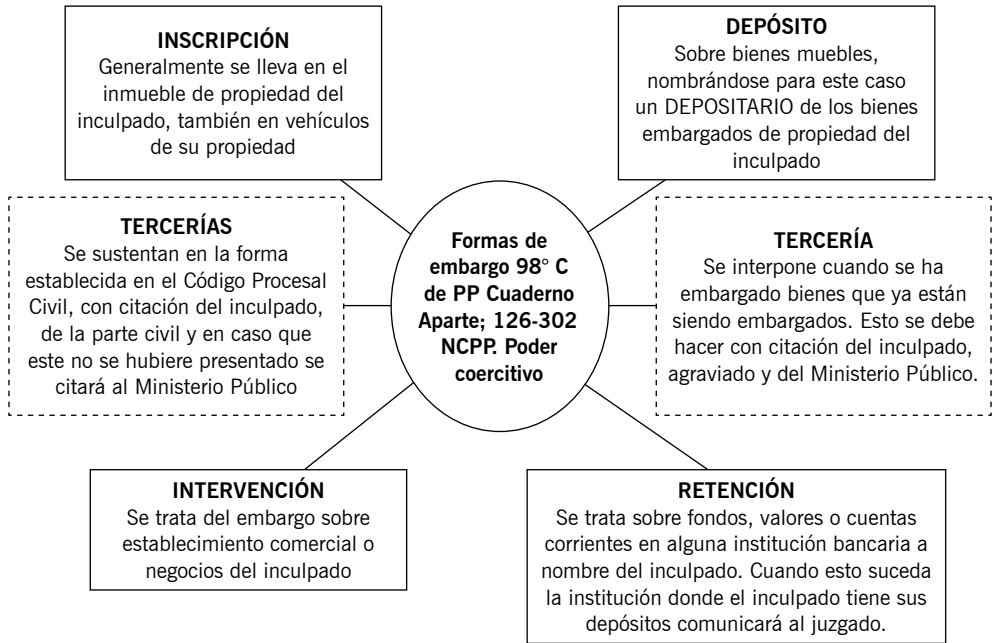 INSCRIPCIÓN
Generalmente se lleva en el
inmueble de propiedad del
inculpado, también en vehículos
de su propiedad
DEPÓSITO
Sobre bienes muebles,
nombrándose para este caso
un DEPOSITARIO de los bienes
embargados de propiedad del
inculpado
TERCERÍAS
Se sustentan en la forma
establecida en el Código Procesal
Civil, con citación del inculpado,
de la parte civil y en caso que
este no se hubiere presentado se
citará al Ministerio Público
Formas de
embargo 98° C
de PP Cuaderno
Aparte; 126-302
NCPP. Poder
coercitivo
TERCERÍA
Se interpone cuando se ha
embargado bienes que ya están
siendo embargados. Esto se debe
hacer con citación del inculpado,
agraviado y del Ministerio Público.
INTERVENCIÓN
Se trata del embargo sobre
establecimiento comercial o
negocios del inculpado
RETENCIÓN
Se trata sobre fondos, valores o cuentas
corrientes en alguna institución bancaria a
nombre del inculpado. Cuando esto suceda
la institución donde el inculpado tiene sus
depósitos comunicará al juzgado.